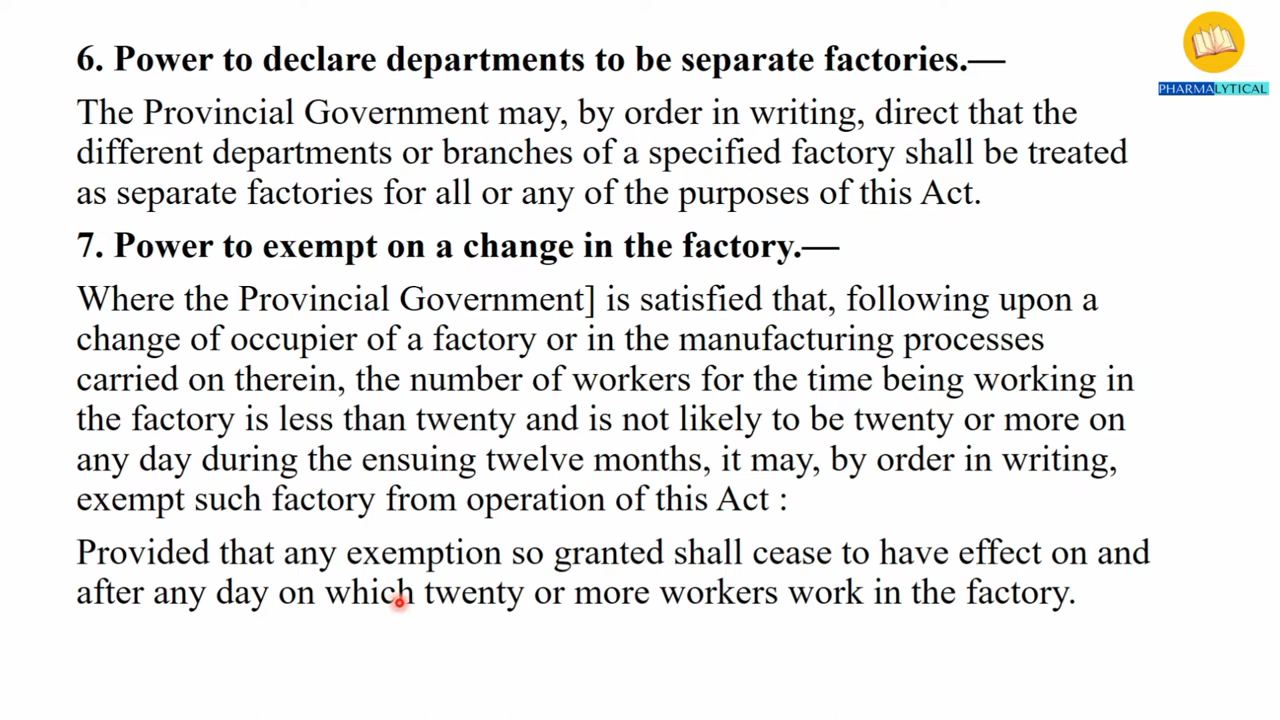 6. Power to declare departments to be separate factories.—
PHARMALYTICAL
The Provincial Government may, by order in writing, direct that the
different departments or branches of a specified factory shall be treated
as separate factories for all or any of the purposes of this Act.
7. Power to exempt on a change in the factory.—
Where the Provincial Government] is satisfied that, following upon a
change of occupier of a factory or in the manufacturing processes
carried on therein, the number of workers for the time being working in
the factory is less than twenty and is not likely to be twenty or more on
any day during the ensuing twelve months, it may, by order in writing,
exempt such factory from operation of this Act :
Provided that any exemption so granted shall cease to have effect on and
after any day on which twenty or more workers work in the factory.